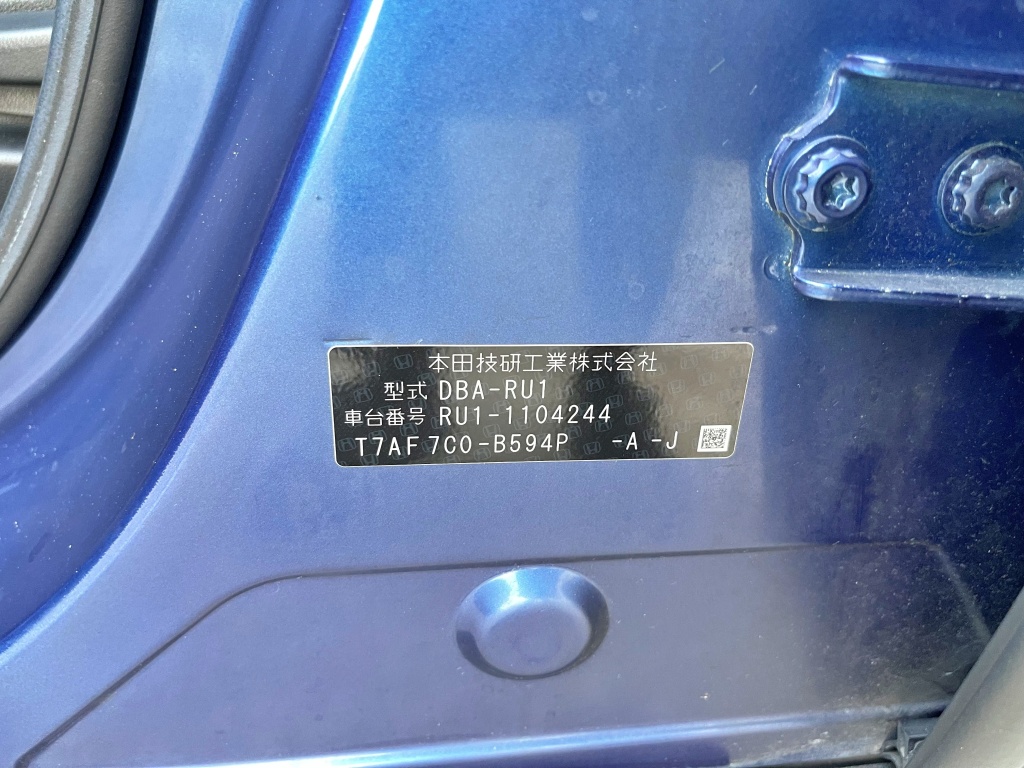 本田技研工業株式会社
型式 DBA-RU1
車台番号 RU1-1104244
T7AF 7C0-B594P -A -J